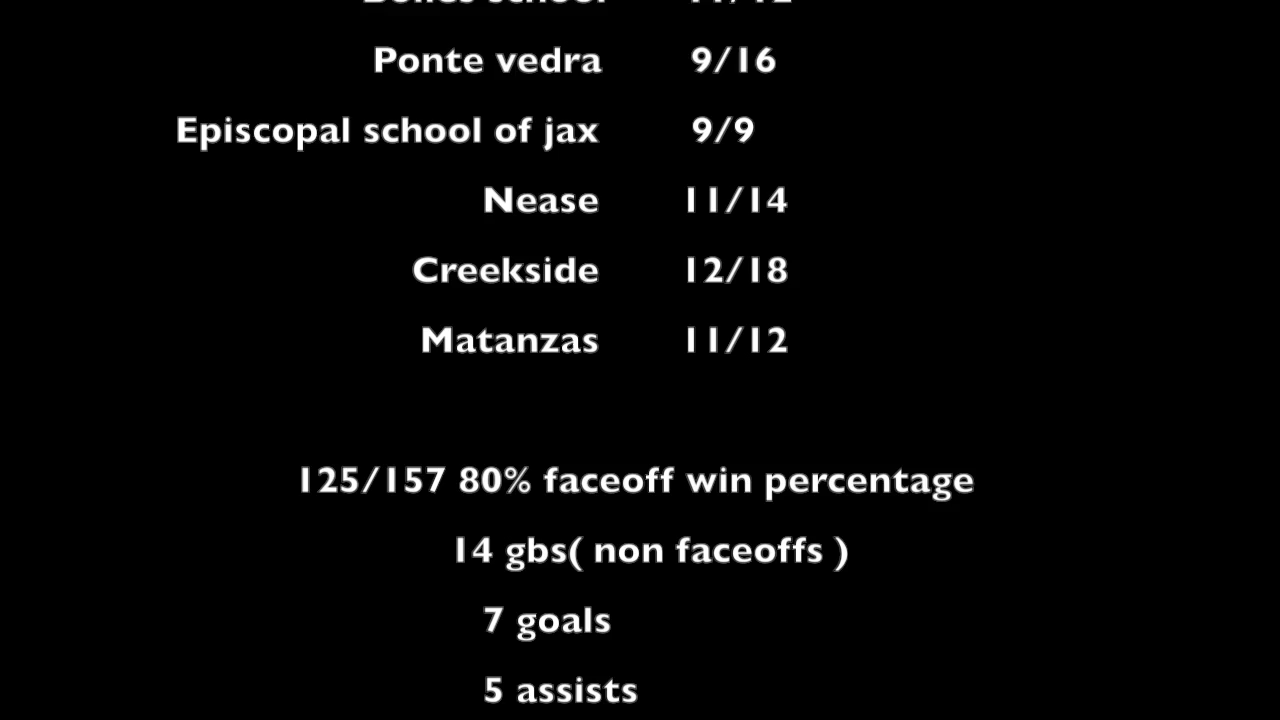 Ponte vedra 9/16
Episcopal school of jax 9/9
Nease 11/14
Creekside 12/18
Matanzas 11/12
125/157 80% faceoff win percentage
14 gbs( non faceoffs )
7 goals
5 assists